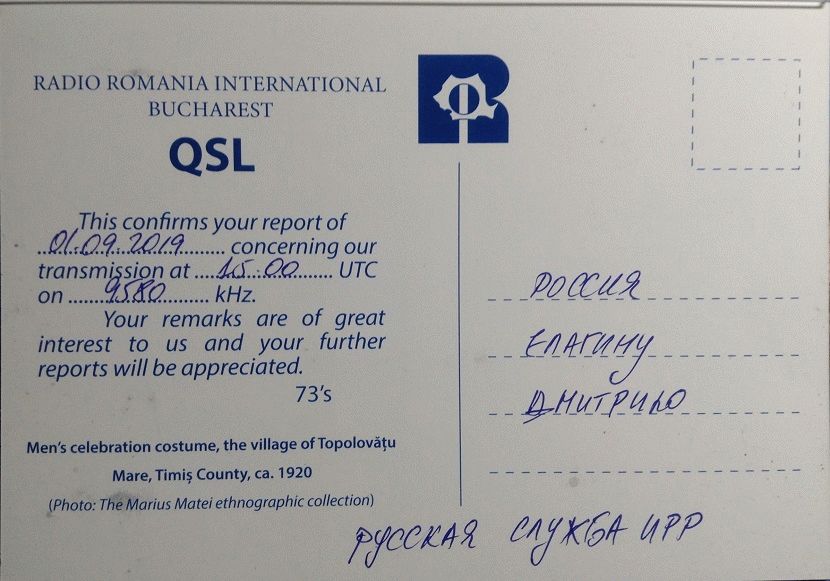 RADIO ROMANIA INTERNATIONAL
BUCHAREST
QSL
This confirms your report of
01.09.2019 concerning our
transmission at 15.00 UTC
on 9580 kHz.
Your remarks are of great
interest to us and your further
reports will be appreciated.
73's
Men's celebration costume, the village of Topolovățu
Mare, Timiș County, ca. 1920
(Photo: The Marius Matei ethnographic collection)
РОССИЯ
ЕЛАГИНУ
ДМИТРИЮ
РУССКАЯ СЛУЖБА ИРР